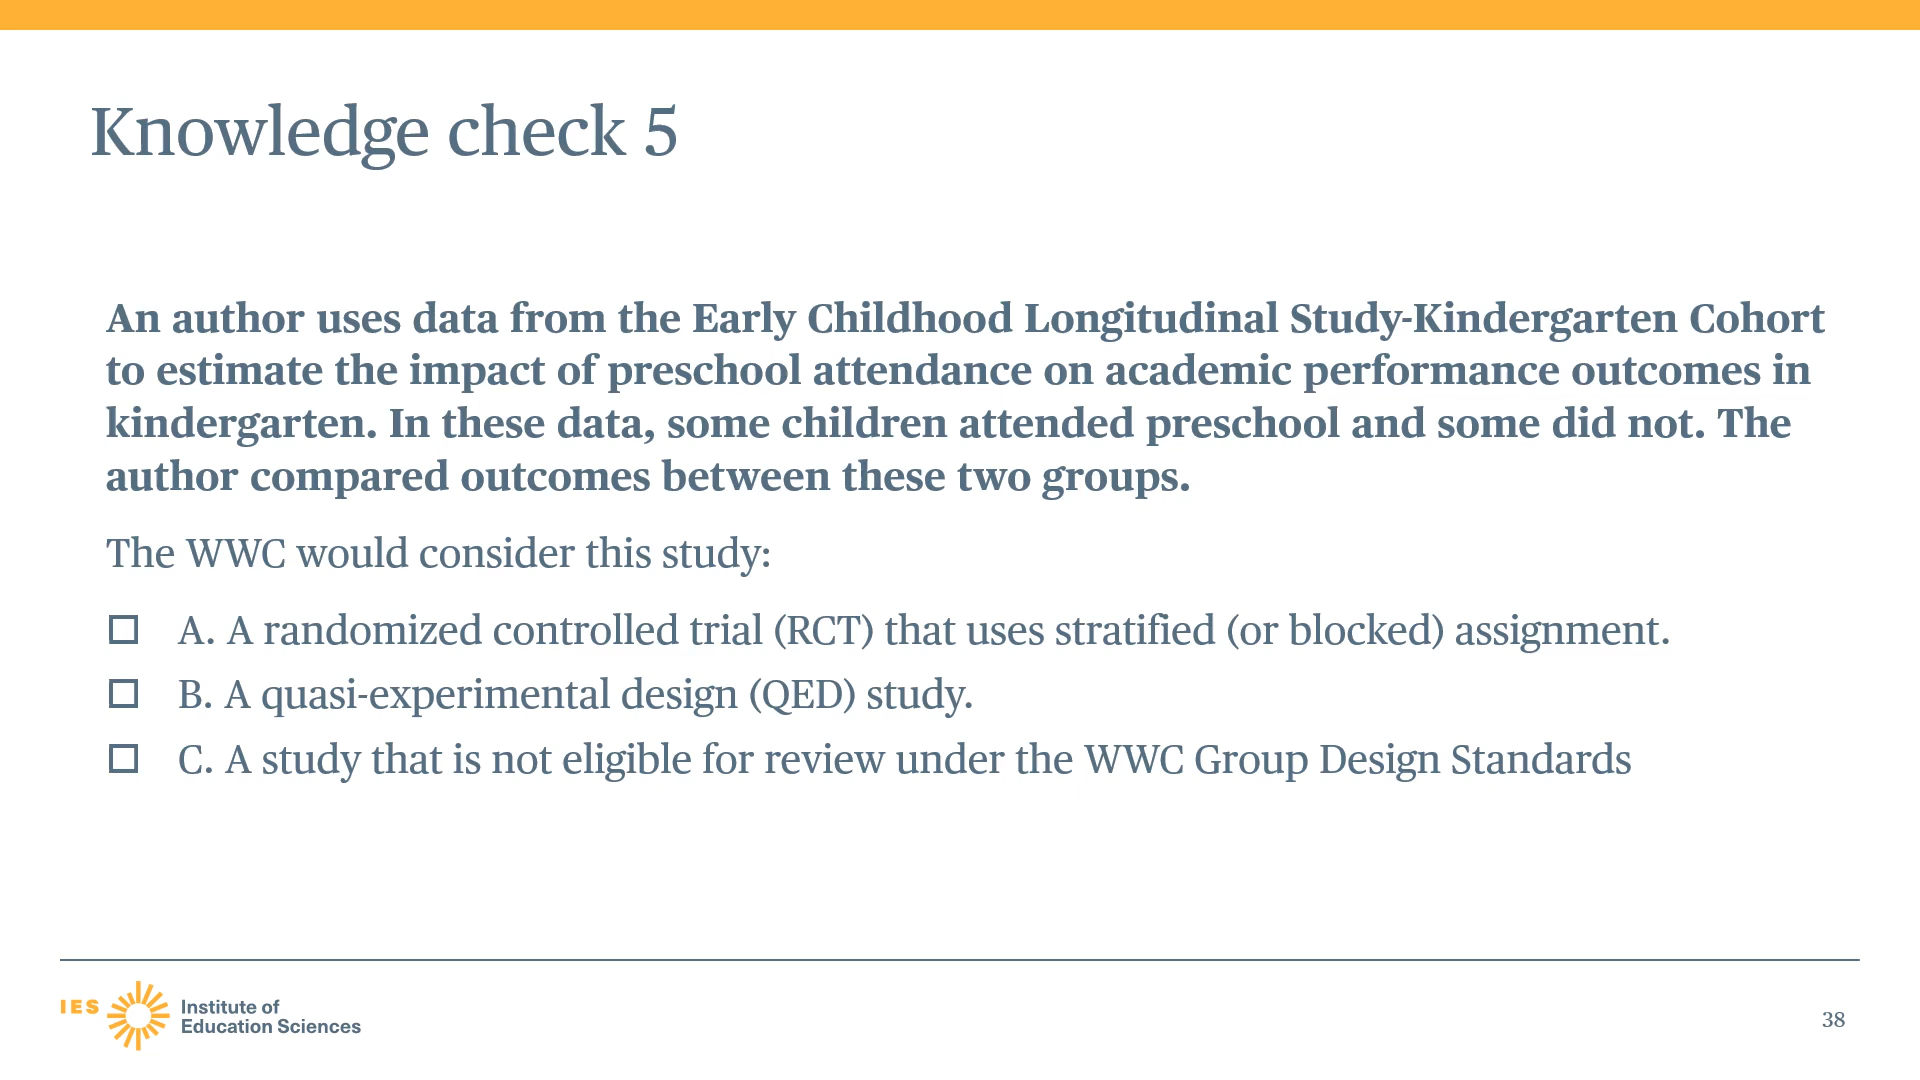 Knowledge check 5
An author uses data from the Early Childhood Longitudinal Study-Kindergarten Cohort
to estimate the impact of preschool attendance on academic performance outcomes in
kindergarten. In these data, some children attended preschool and some did not. The
author compared outcomes between these two groups.
The WWC would consider this study:
A. A randomized controlled trial (RCT) that uses stratified (or blocked) assignment.
B. A quasi-experimental design (QED) study.
C. A study that is not eligible for review under the WWC Group Design Standards
IES
Institute of
Education Sciences
38